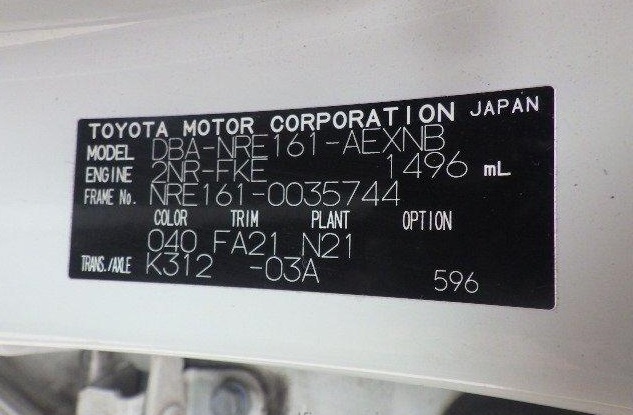 TOYOTA MOTOR CORPORATION JAPAN
MODEL DBA-NRE161-AEXNB
ENGINE 2NR-FKE 1496 mL
FRAME No. NRE161-0035744
COLOR TRIM PLANT OPTION
040 FA21 N21
TRANS./AXLE K312 -03A
596